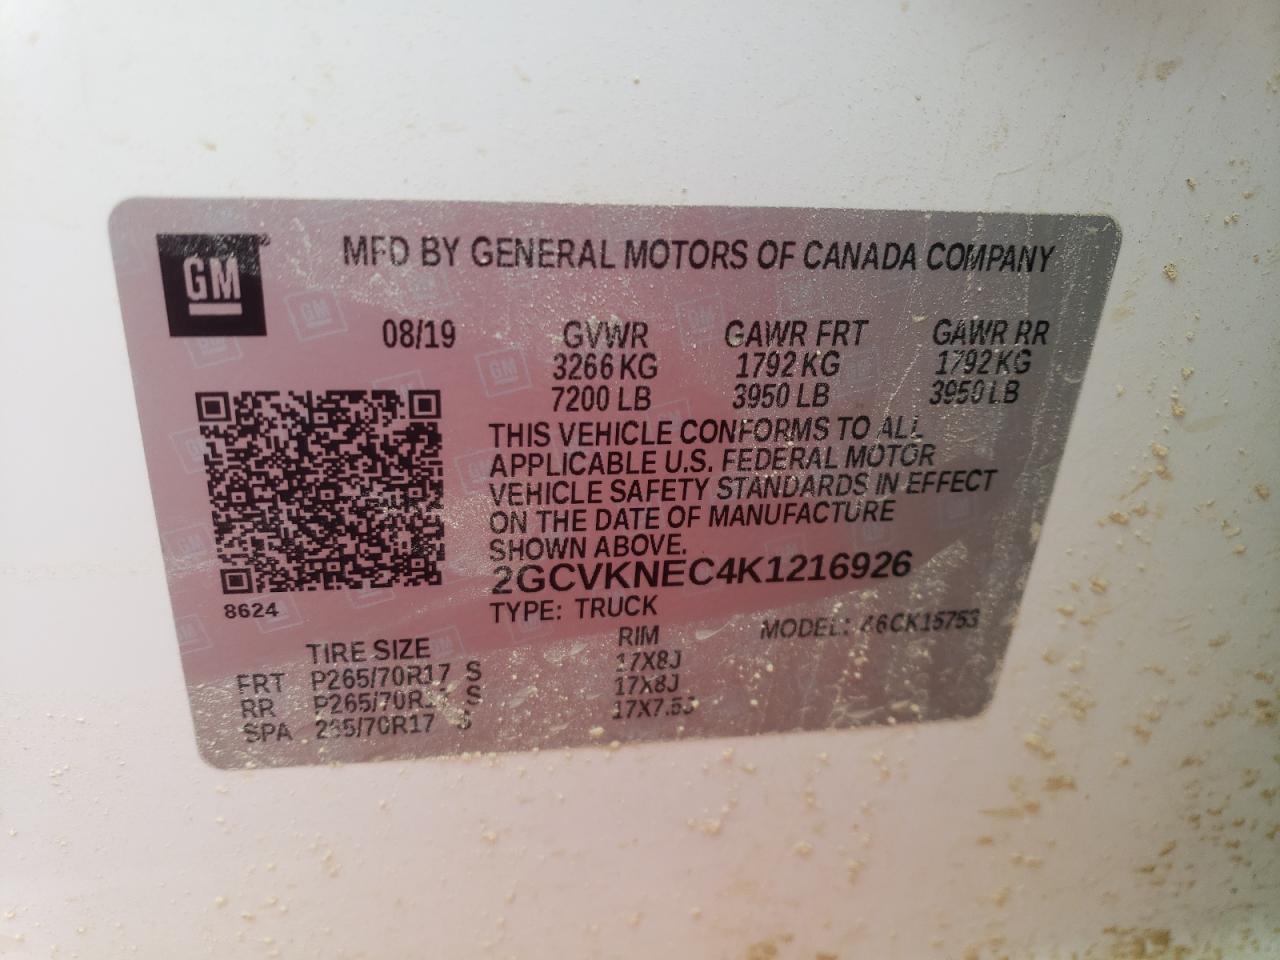 GM
MFD BY GENERAL MOTORS OF CANADA COMPANY
08/19 GVWR GAWR FRT GAWR RR
3266 KG 1792 KG 1792 KG
7200 LB 3950 LB 3950 LB
THIS VEHICLE CONFORMS TO ALL
APPLICABLE U.S. FEDERAL MOTOR
VEHICLE SAFETY STANDARDS IN EFFECT
ON THE DATE OF MANUFACTURE
SHOWN ABOVE.
2GCVKNEC4K1216926
8624
TYPE: TRUCK
MODEL:
TIRE SIZE RIM
FRT P265/70R17 S 17X8J
RR S 17X8J
SPA S 17X7.5J